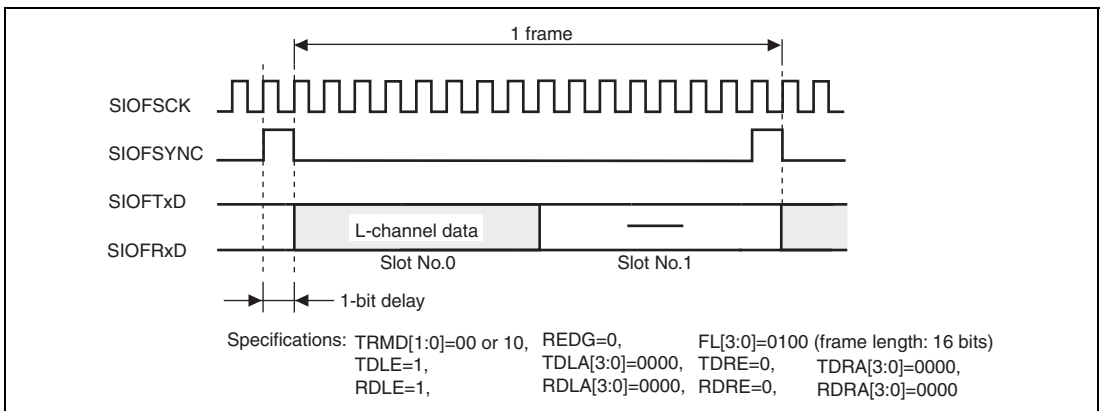 1 frame
SIOFSCK
SIOFSYNC
SIOFTxD
L-channel data
SIOFRxD
Slot No.0 Slot No.1
1-bit delay
Specifications: TRMD[1:0]=00 or 10, REDG=0, FL[3:0]=0100 (frame length: 16 bits)
TDLE=1, TDLA[3:0]=0000, TDRE=0, TDRA[3:0]=0000,
RDLE=1, RDLA[3:0]=0000, RDRE=0, RDRA[3:0]=0000